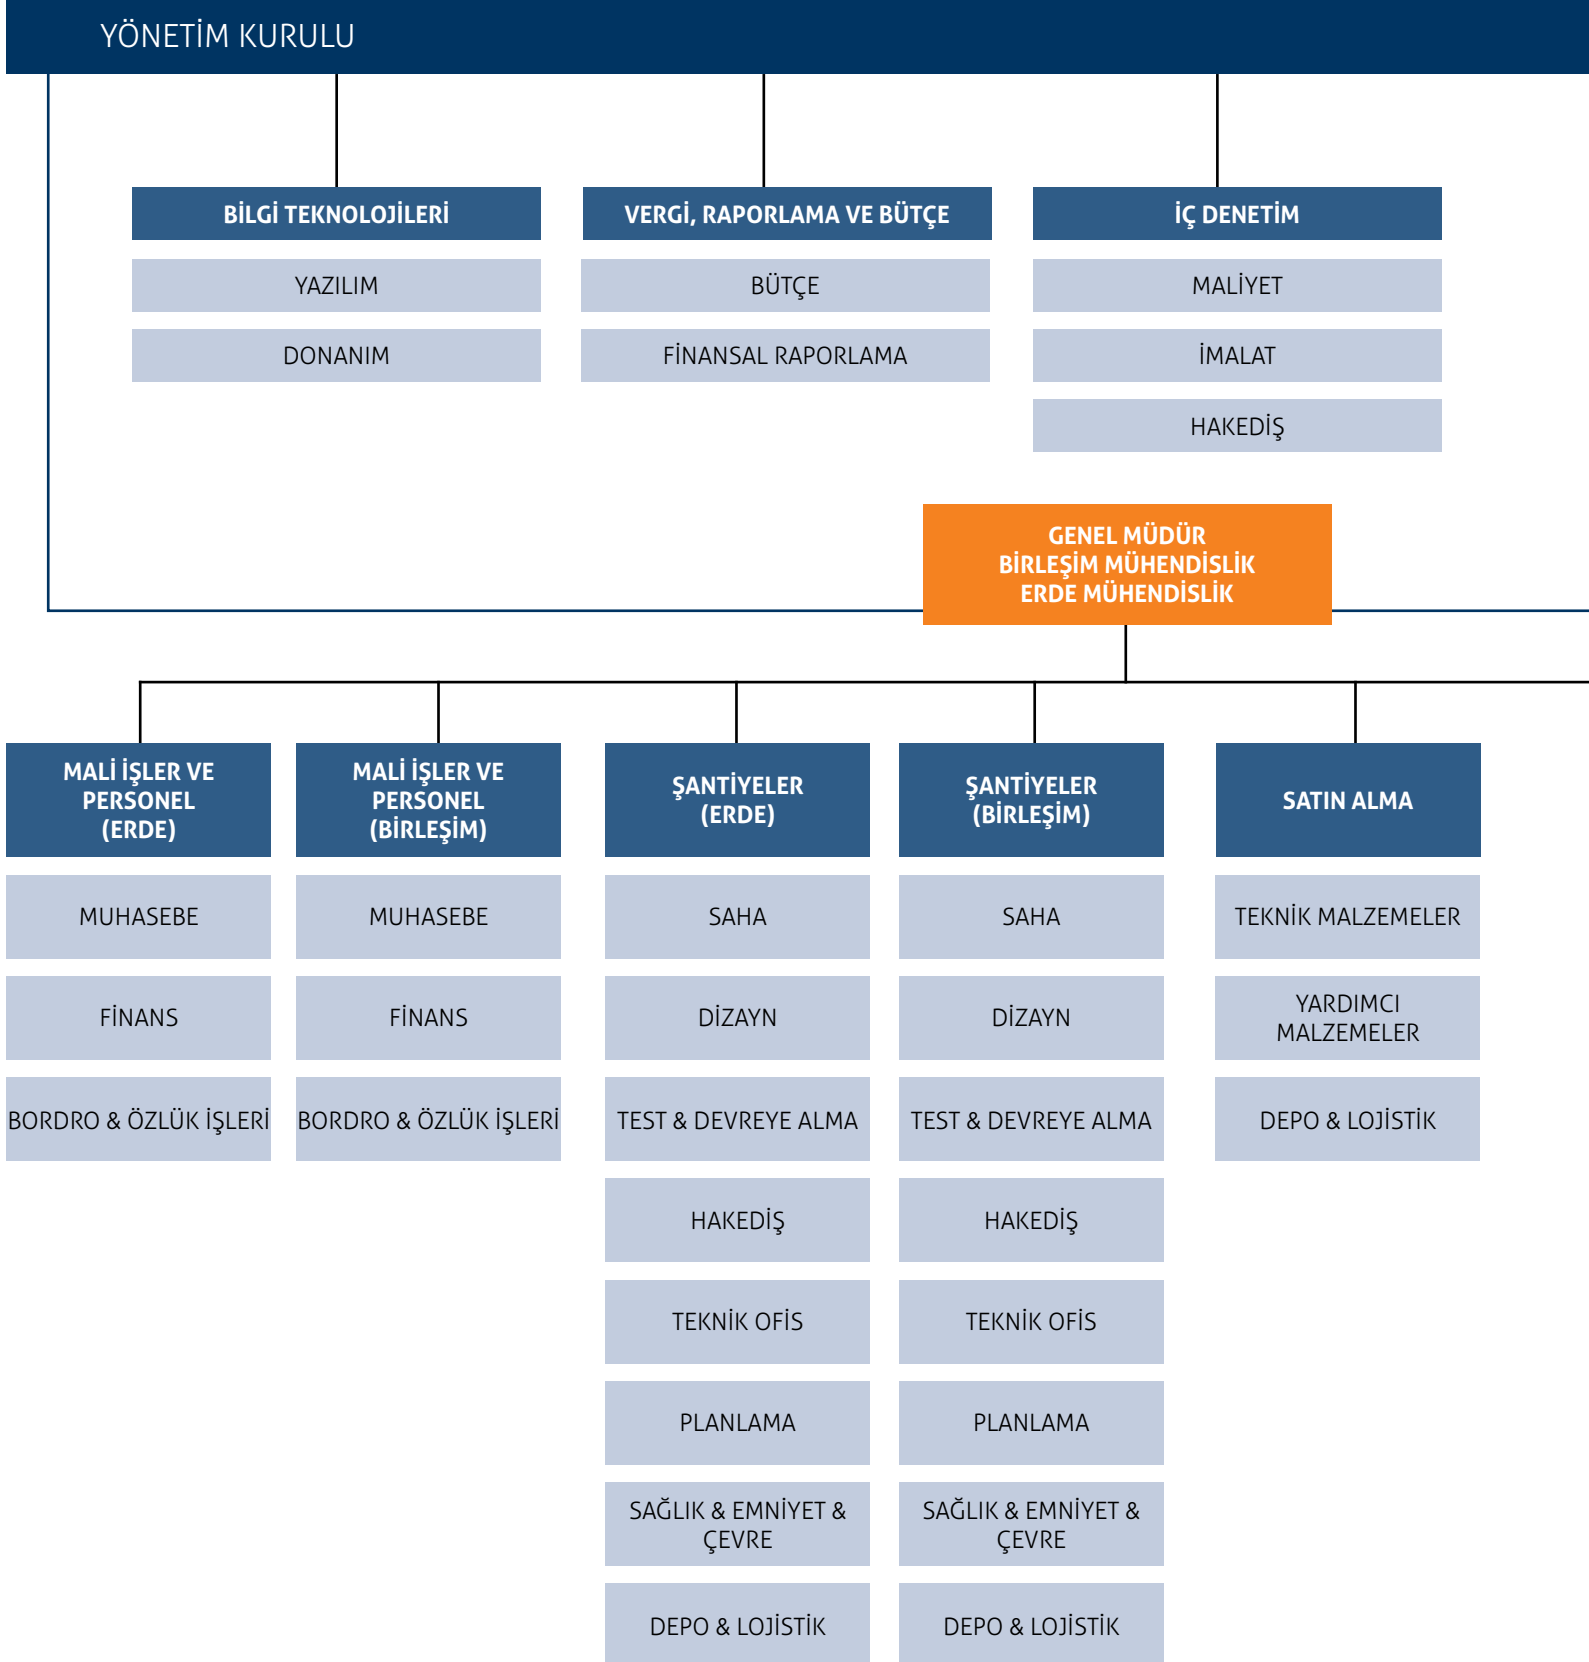 YÖNETİM KURULU
BİLGİ TEKNOLOJİLERİ
YAZILIM
DONANIM
VERGİ, RAPORLAMA VE BÜTÇE
BÜTÇE
FİNANSAL RAPORLAMA
İÇ DENETİM
MALİYET
İMALAT
HAKEDİŞ
GENEL MÜDÜR
BİRLEŞİM MÜHENDİSLİK
ERDE MÜHENDİSLİK
MALİ İŞLER VE
PERSONEL
(ERDE)
MUHASEBE
FİNANS
BORDRO & ÖZLÜK İŞLERİ
MALİ İŞLER VE
PERSONEL
(BİRLEŞİM)
MUHASEBE
FİNANS
BORDRO & ÖZLÜK İŞLERİ
ŞANTİYELER
(ERDE)
SAHA
DİZAYN
TEST & DEVREYE ALMA
HAKEDİŞ
TEKNİK OFİS
PLANLAMA
SAĞLIK & EMNİYET &
ÇEVRE
DEPO & LOJİSTİK
ŞANTİYELER
(BİRLEŞİM)
SAHA
DİZAYN
TEST & DEVREYE ALMA
HAKEDİŞ
TEKNİK OFİS
PLANLAMA
SAĞLIK & EMNİYET &
ÇEVRE
DEPO & LOJİSTİK
SATIN ALMA
TEKNİK MALZEMELER
YARDIMCI
MALZEMELER
DEPO & LOJİSTİK